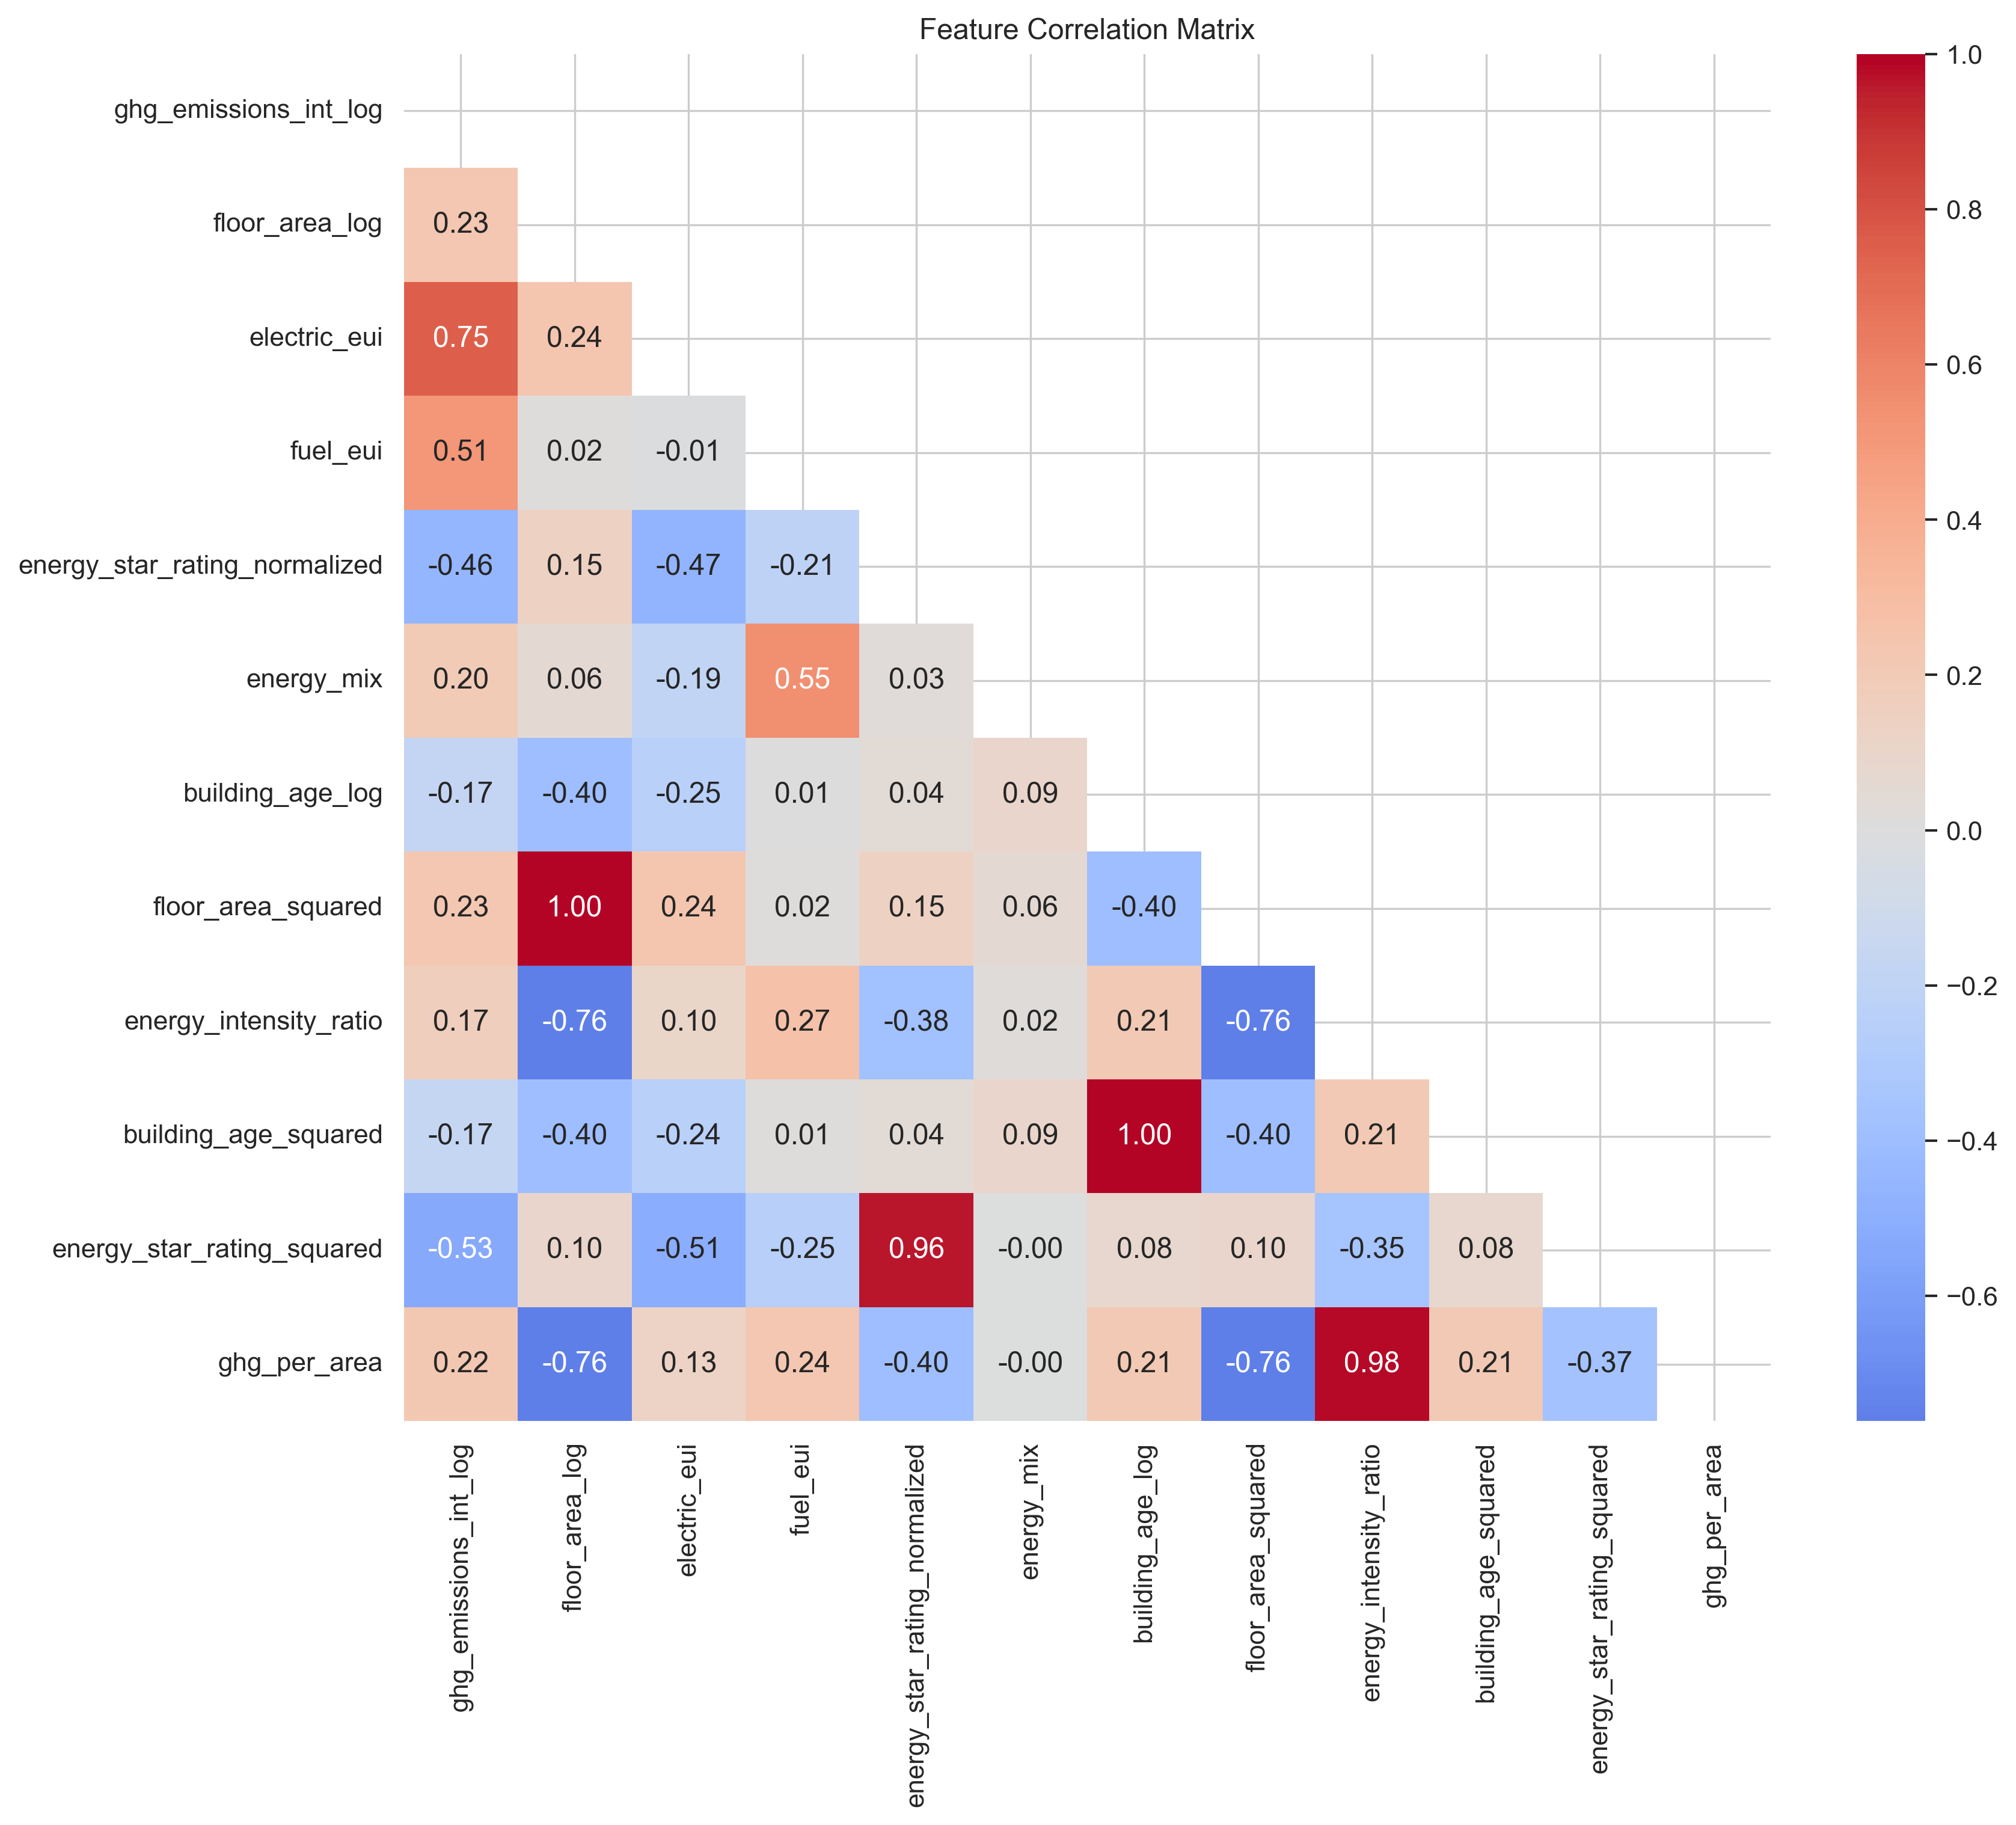 Feature Correlation Matrix
ghg_emissions_int_log
floor_area_log 0.23
electric_eui 0.75 0.24
fuel_eui 0.51 0.02 -0.01
energy_star_rating_normalized -0.46 0.15 -0.47 -0.21
energy_mix 0.20 0.06 -0.19 0.55 0.03
building_age_log -0.17 -0.40 -0.25 0.01 0.04 0.09
floor_area_squared 0.23 1.00 0.24 0.02 0.15 0.06 -0.40
energy_intensity_ratio 0.17 -0.76 0.10 0.27 -0.38 0.02 0.21 -0.76
building_age_squared -0.17 -0.40 -0.24 0.01 0.04 0.09 1.00 -0.40 0.21
energy_star_rating_squared -0.53 0.10 -0.51 -0.25 0.96 -0.00 0.08 0.10 -0.35 0.08
ghg_per_area 0.22 -0.76 0.13 0.24 -0.40 -0.00 0.21 -0.76 0.98 0.21 -0.37
ghg_emissions_int_log
floor_area_log
electric_eui
fuel_eui
energy_star_rating_normalized
energy_mix
building_age_log
floor_area_squared
energy_intensity_ratio
building_age_squared
energy_star_rating_squared
ghg_per_area
1.0
0.8
0.6
0.4
0.2
0.0
−0.2
−0.4
−0.6